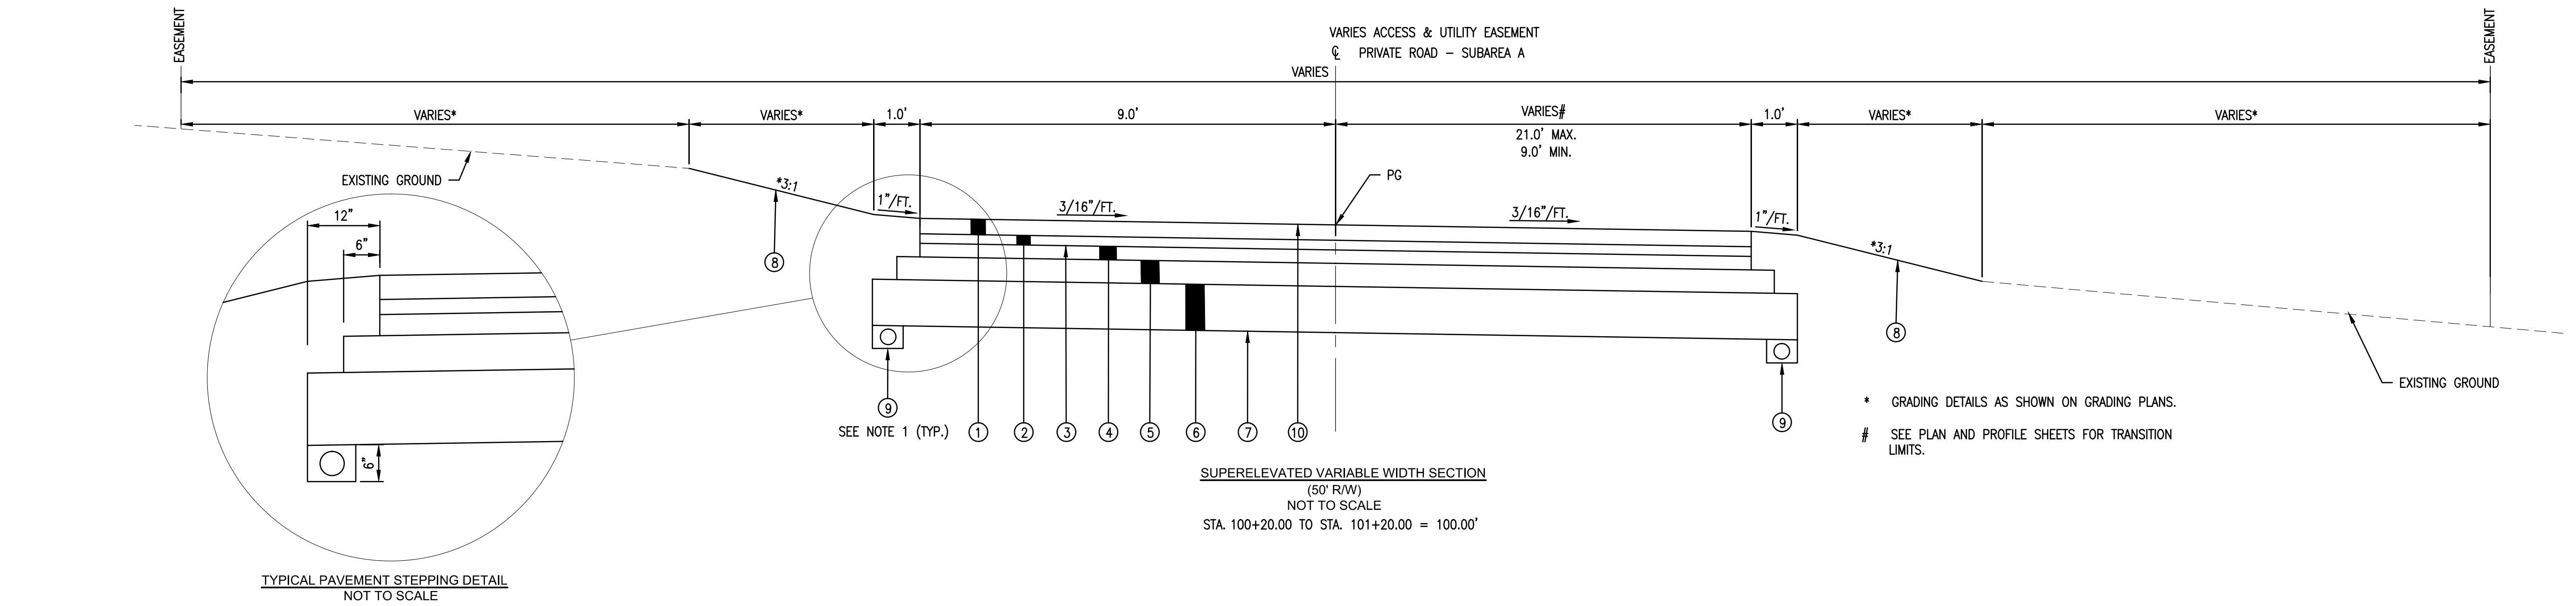 EASEMENT
VARIES ACCESS & UTILITY EASEMENT
℄ PRIVATE ROAD – SUBAREA A
EASEMENT
VARIES
VARIES*
VARIES*
1.0'
9.0'
VARIES#
21.0' MAX.
9.0' MIN.
1.0'
VARIES*
VARIES*
EXISTING GROUND
*3:1
1"/FT.
3/16"/FT.
PG
3/16"/FT.
1"/FT.
*3:1
12"
6"
6"
8
8
9
SEE NOTE 1 (TYP.)
1
2
3
4
5
6
7
10
9
EXISTING GROUND
* GRADING DETAILS AS SHOWN ON GRADING PLANS.
# SEE PLAN AND PROFILE SHEETS FOR TRANSITION
LIMITS.
SUPERELEVATED VARIABLE WIDTH SECTION
(50' R/W)
NOT TO SCALE
STA. 100+20.00 TO STA. 101+20.00 = 100.00'
TYPICAL PAVEMENT STEPPING DETAIL
NOT TO SCALE